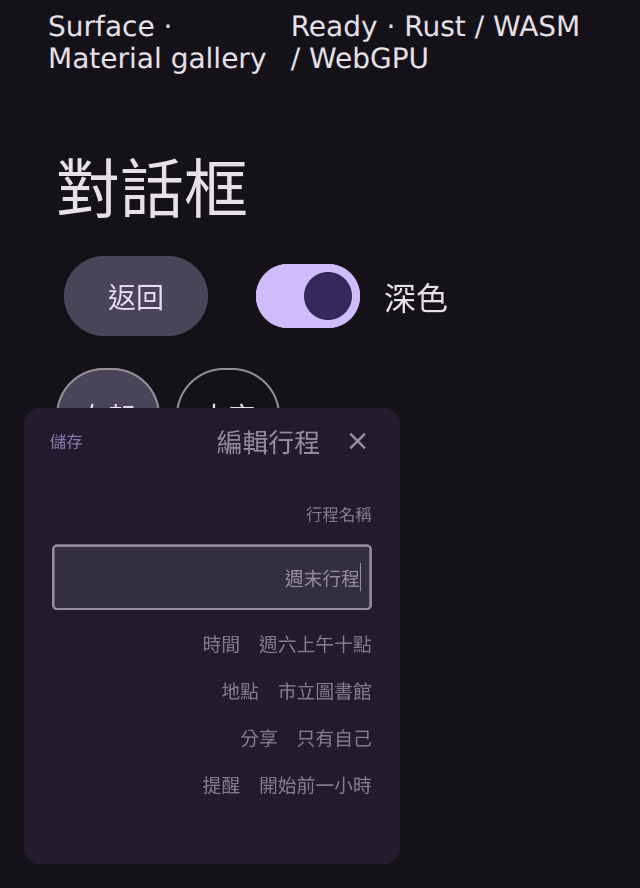 Surface ·
Material gallery
Ready · Rust / WASM
/ WebGPU
對話框
返回
深色
儲存
編輯行程
行程名稱
週末行程
時間　週六上午十點
地點　市立圖書館
分享　只有自己
提醒　開始前一小時